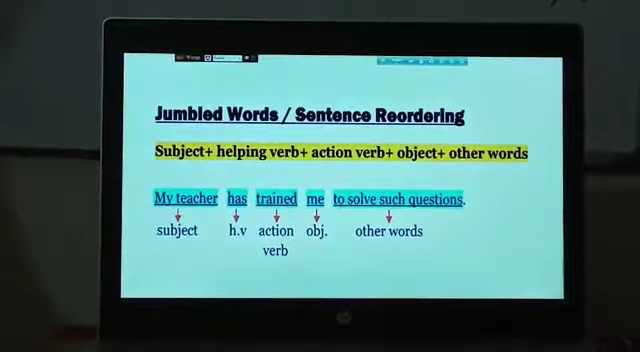 Jumbled Words / Sentence Reordering
Subject+ helping verb+ action verb+ object+ other words
My teacher has trained me to solve such questions.
subject h.v action obj. other words
verb
hp